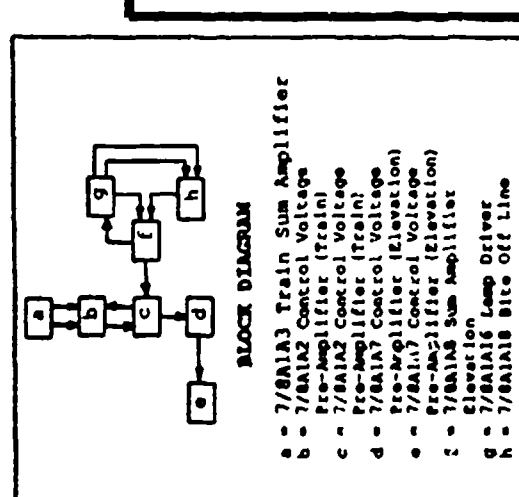 a
b
c
d
e
f
g
h
BLOCK DIAGRAM
a = 7/8A1A3 Train Sum Amplifier
b = 7/8A1A2 Control Voltage
Pre-Amplifier (Train)
c = 7/8A1A2 Control Voltage
Pre-Amplifier (Train)
d = 7/8A1A7 Control Voltage
Pre-Amplifier (Elevation)
e = 7/8A1A7 Control Voltage
Pre-Amplifier (Elevation)
f = 7/8A1A8 Sum Amplifier
Elevation
g = 7/8A1A16 Lamp Driver
h = 7/8A1A18 Bite Off Line